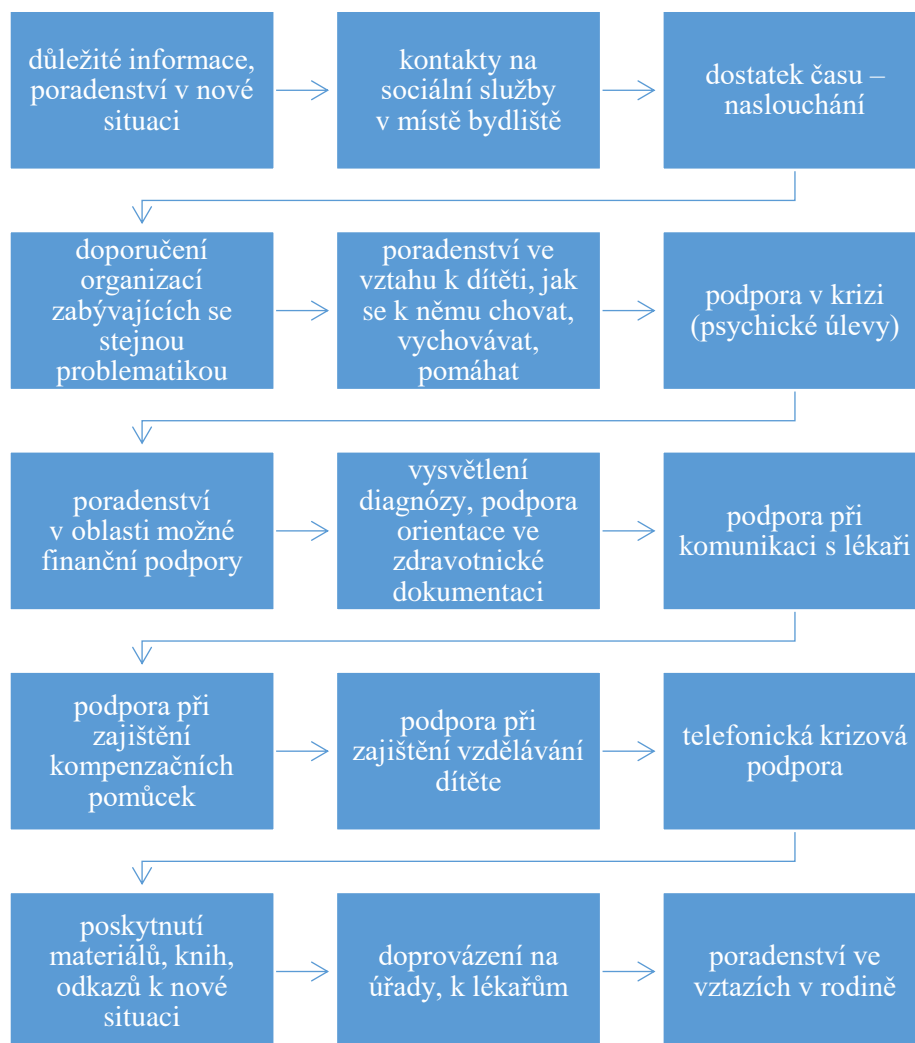 důležité informace,
poradenství v nové
situaci
kontakty na
sociální služby
v místě bydliště
dostatek času –
naslouchání
doporučení
organizací
zabývajících se
stejnou
problematikou
poradenství ve
vztahu k dítěti, jak
se k němu chovat,
vychovávat,
pomáhat
podpora v krizi
(psychické úlevy)
poradenství
v oblasti možné
finanční podpory
vysvětlení
diagnózy, podpora
orientace ve
zdravotnické
dokumentaci
podpora při
komunikaci s lékaři
podpora při
zajištění
kompenzačních
pomůcek
podpora při
zajištění vzdělávání
dítěte
telefonická krizová
podpora
poskytnutí
materiálů, knih,
odkazů k nové
situaci
doprovázení na
úřady, k lékařům
poradenství ve
vztazích v rodině